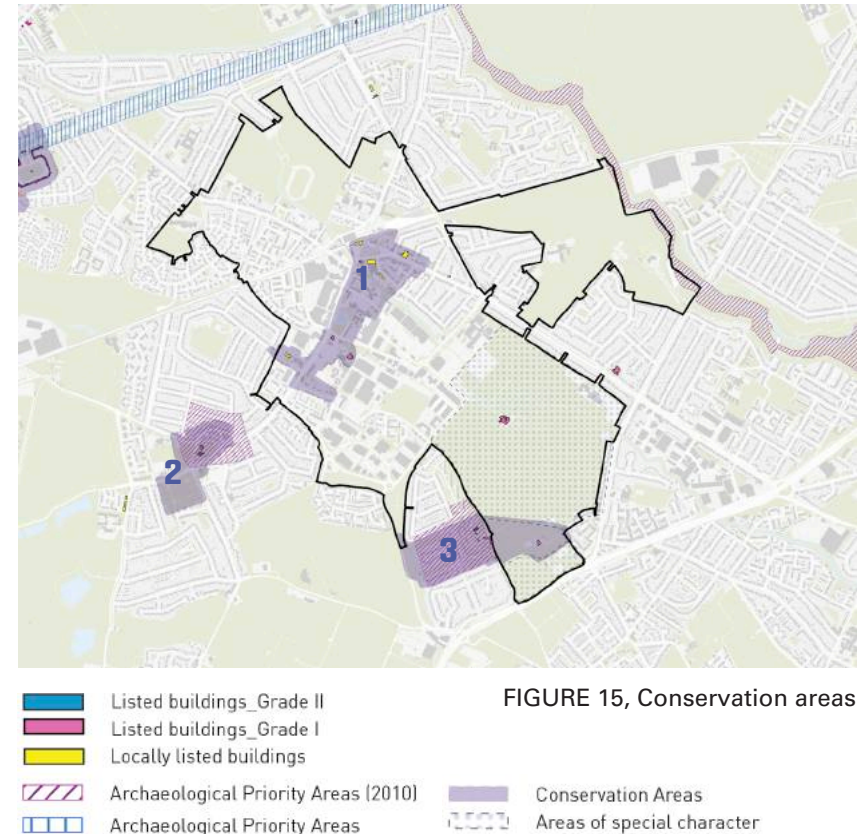 1
2
3
FIGURE 15, Conservation areas
Listed buildings_Grade II
Listed buildings_Grade I
Locally listed buildings
Archaeological Priority Areas (2010)
Archaeological Priority Areas
Conservation Areas
Areas of special character